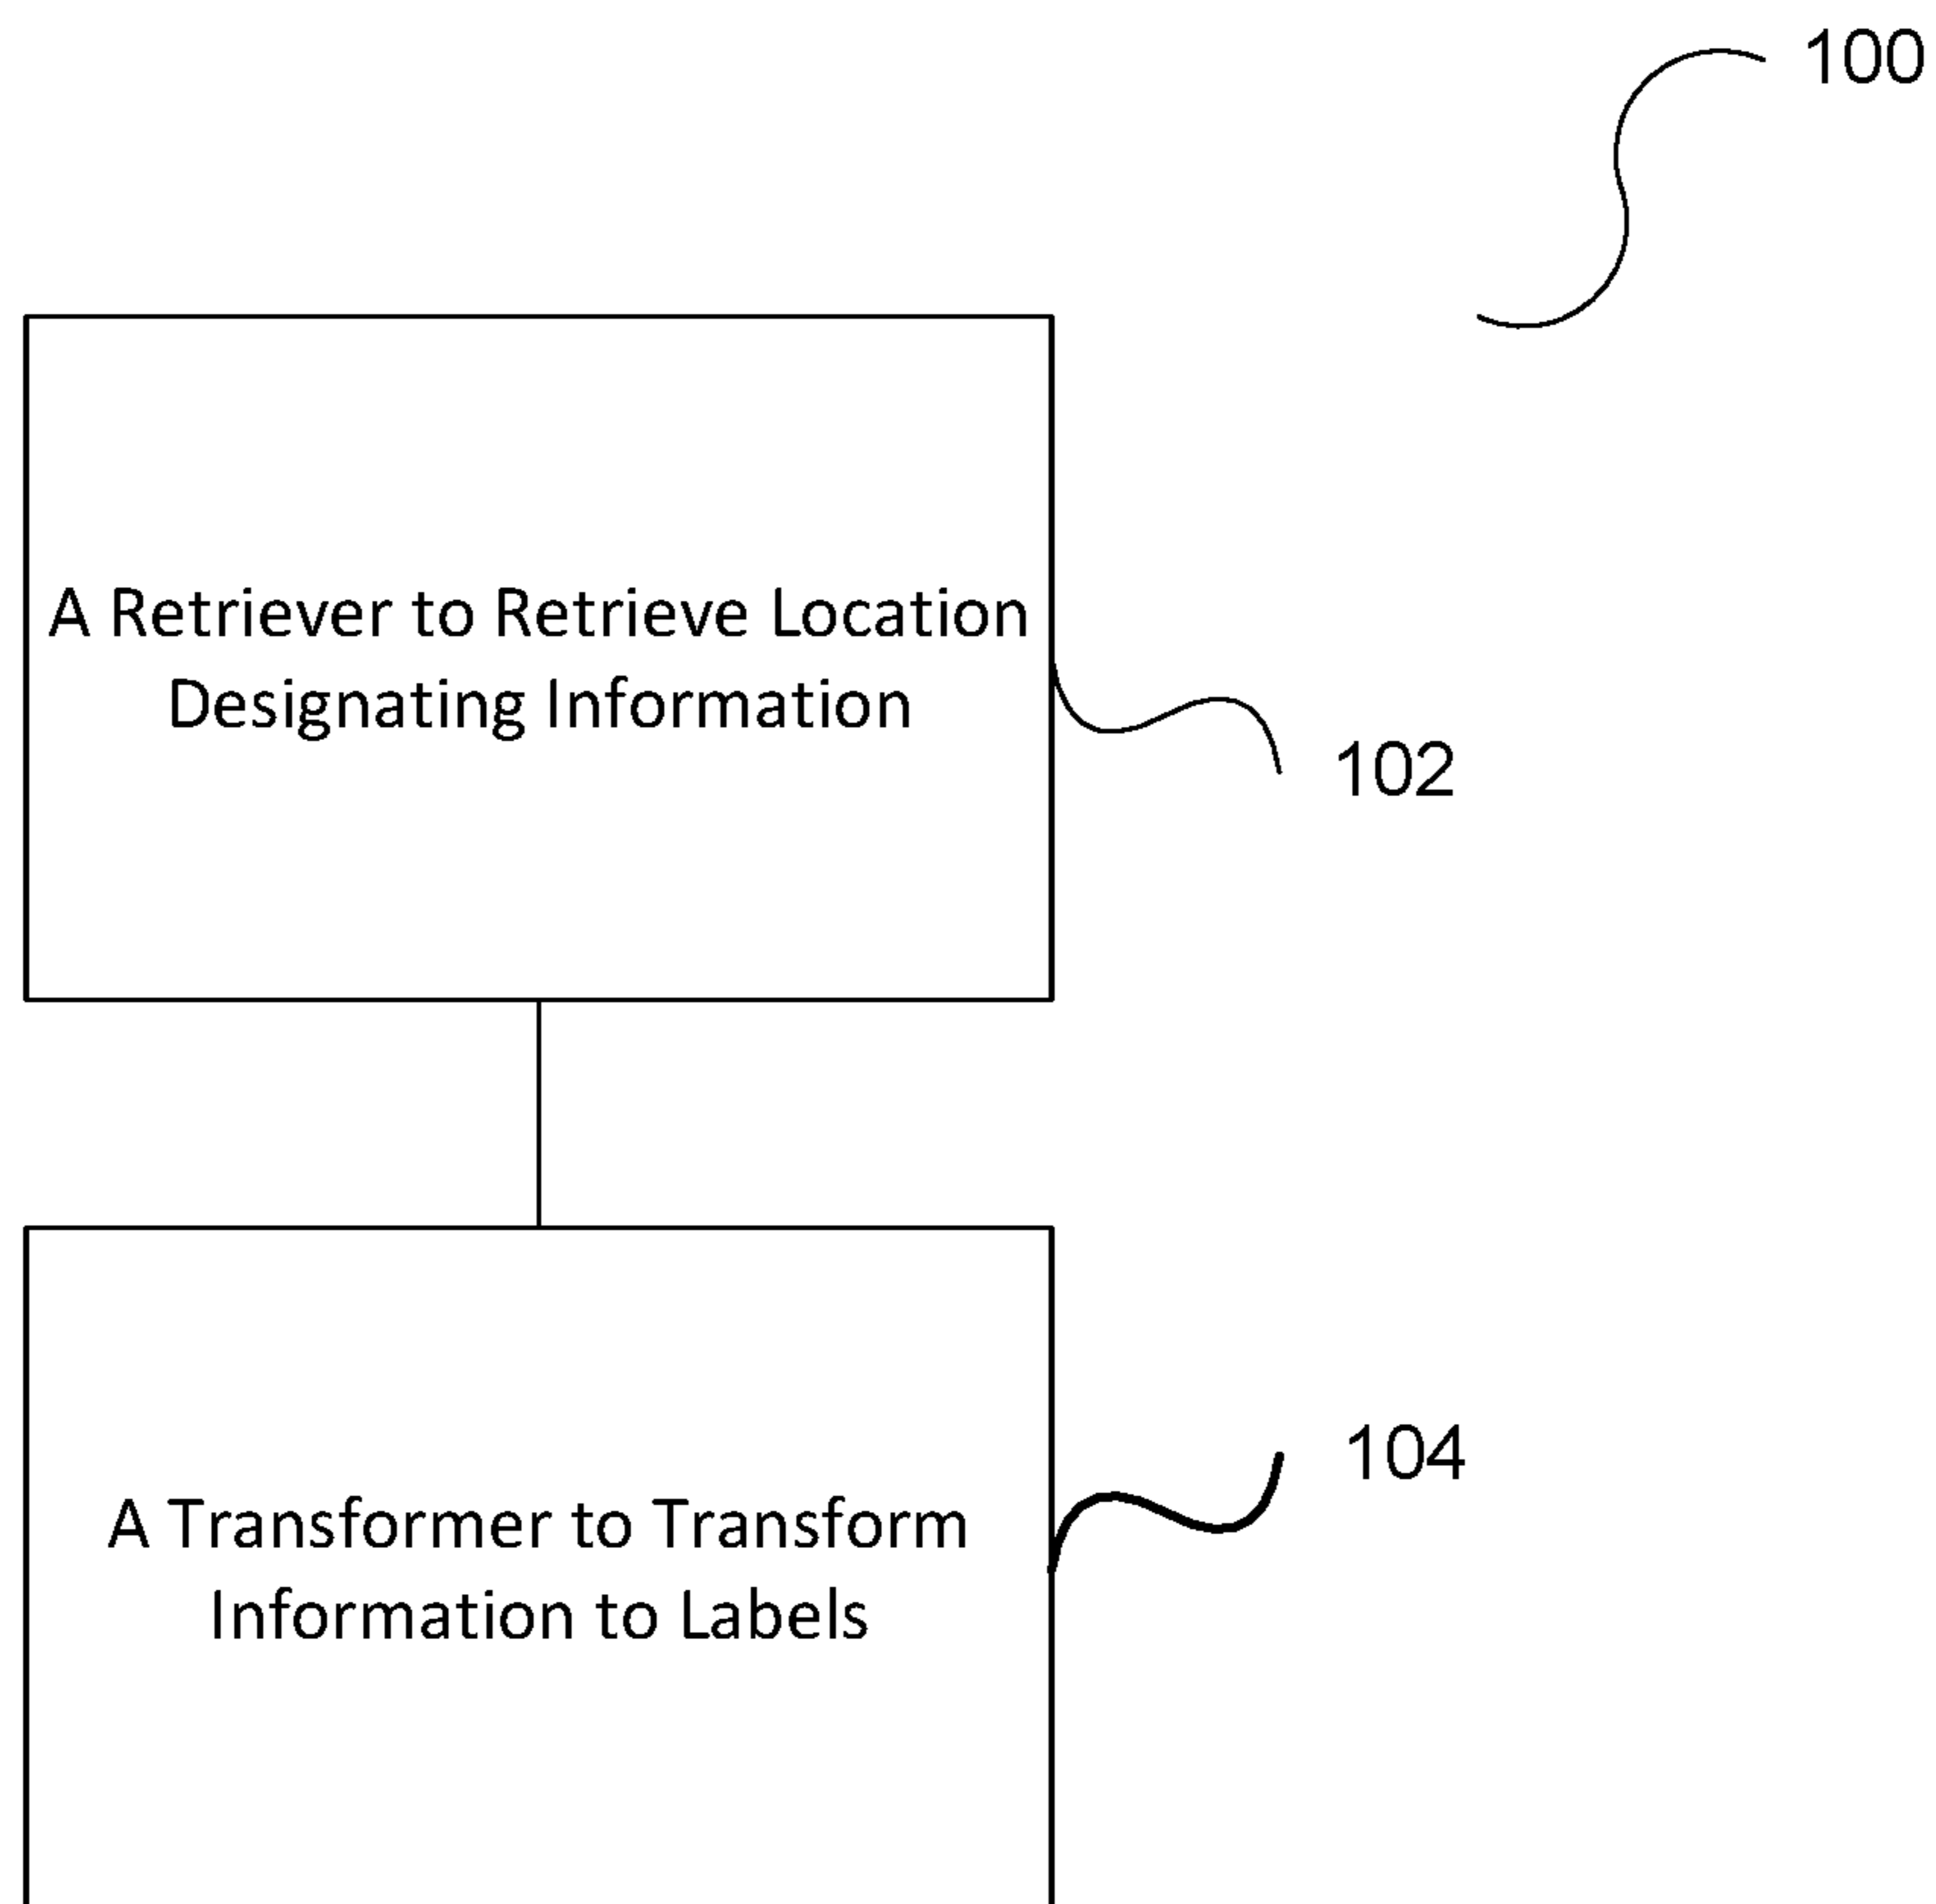 100
A Retriever to Retrieve Location
Designating Information
102
104
A Transformer to Transform
Information to Labels